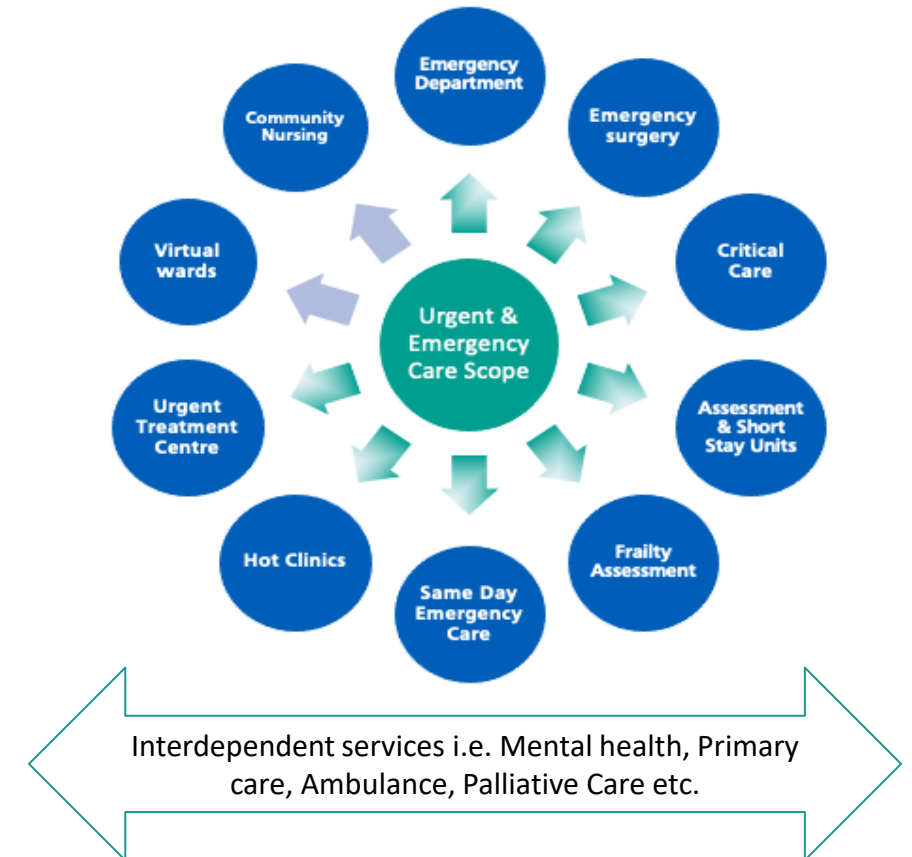 Emergency
Department
Emergency
surgery
Critical
Care
Assessment
& Short
Stay Units
Frailty
Assessment
Same Day
Emergency
Care
Hot Clinics
Urgent
Treatment
Centre
Virtual
wards
Community
Nursing
Urgent &
Emergency
Care Scope
Interdependent services i.e. Mental health, Primary
care, Ambulance, Palliative Care etc.